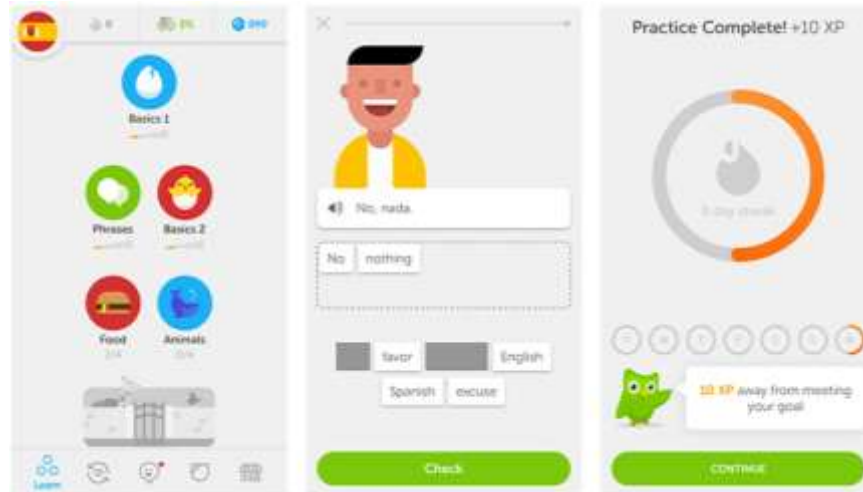 Basics 1
Phrases
Basics 2
Food
Animals
Learn
No, nada.
No nothing
favor English
Spanish excuse
Check
Practice Complete! +10 XP
10 XP away from meeting
your goal
CONTINUE